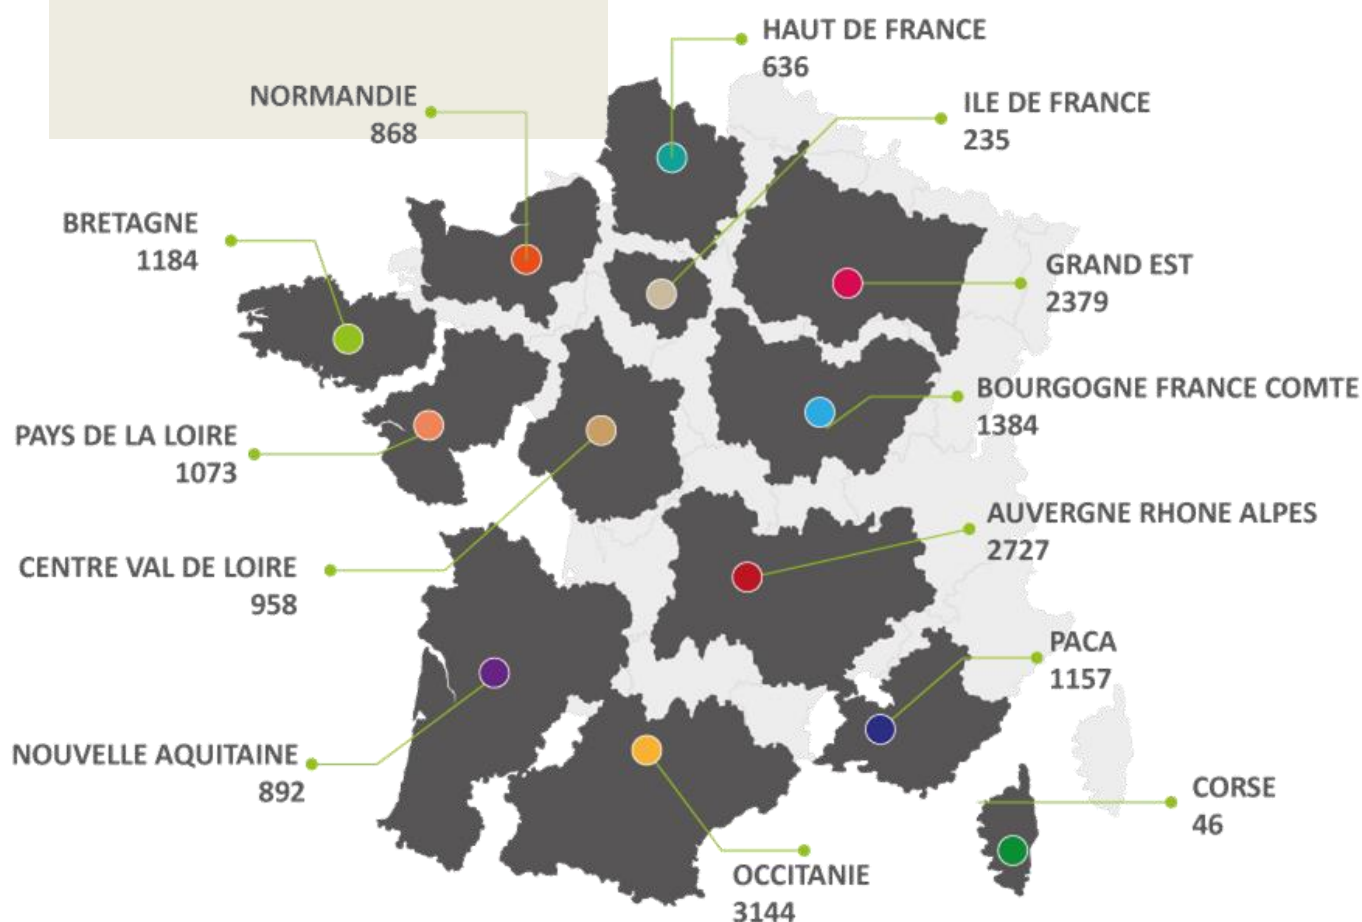 HAUT DE FRANCE
636
NORMANDIE
868
ILE DE FRANCE
235
BRETAGNE
1184
GRAND EST
2379
BOURGOGNE FRANCE COMTE
1384
PAYS DE LA LOIRE
1073
AUVERGNE RHONE ALPES
2727
CENTRE VAL DE LOIRE
958
PACA
1157
NOUVELLE AQUITAINE
892
CORSE
46
OCCITANIE
3144